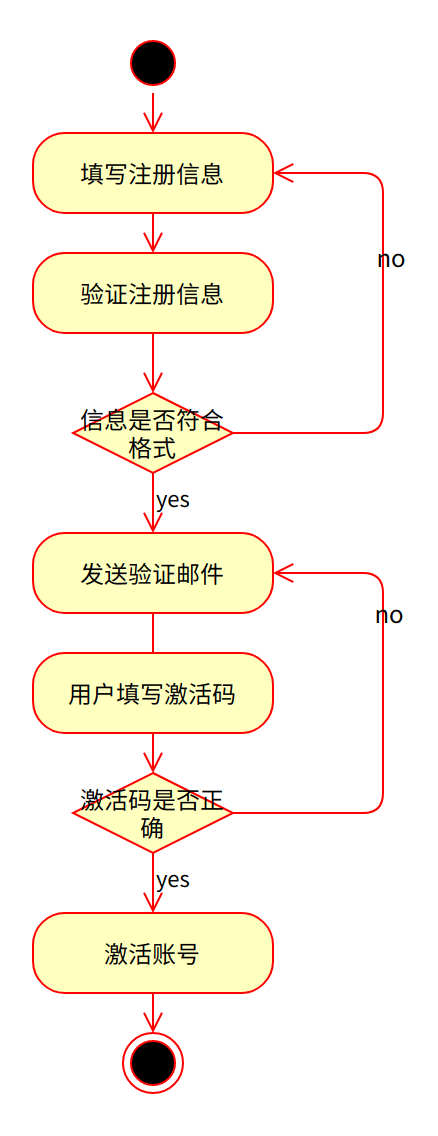 填写注册信息
no
验证注册信息
信息是否符合
格式
yes
发送验证邮件
no
用户填写激活码
激活码是否正
确
yes
激活账号